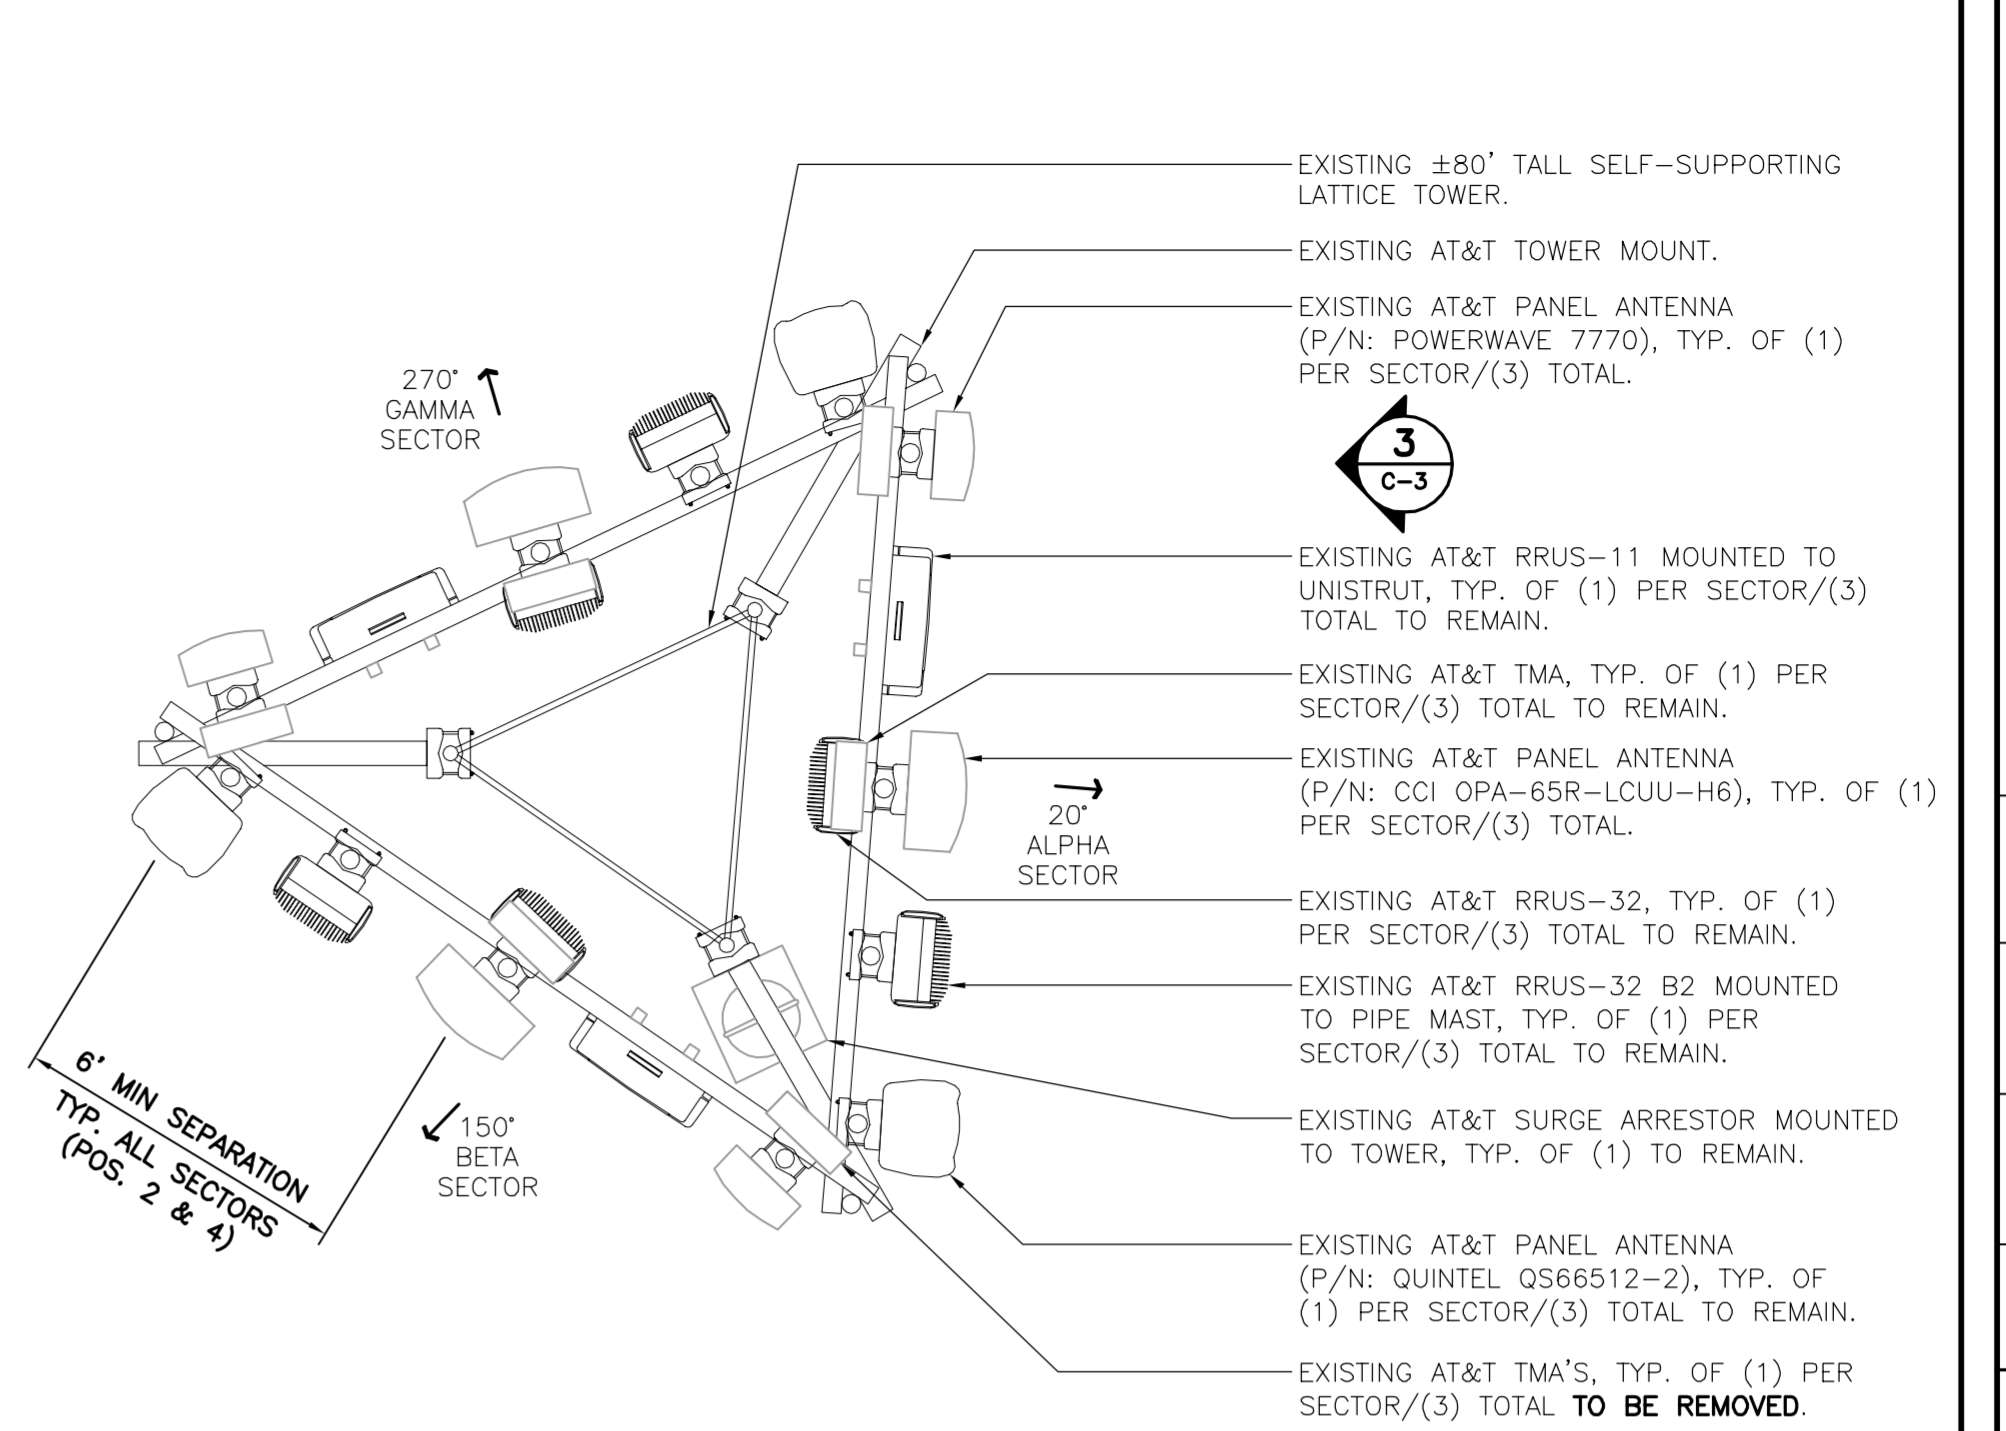 EXISTING ±80' TALL SELF-SUPPORTING
LATTICE TOWER.
EXISTING AT&T TOWER MOUNT.
EXISTING AT&T PANEL ANTENNA
(P/N: POWERWAVE 7770), TYP. OF (1)
PER SECTOR/(3) TOTAL.
3
C-3
EXISTING AT&T RRUS-11 MOUNTED TO
UNISTRUT, TYP. OF (1) PER SECTOR/(3)
TOTAL TO REMAIN.
EXISTING AT&T TMA, TYP. OF (1) PER
SECTOR/(3) TOTAL TO REMAIN.
EXISTING AT&T PANEL ANTENNA
(P/N: CCI OPA-65R-LCUU-H6), TYP. OF (1)
PER SECTOR/(3) TOTAL.
EXISTING AT&T RRUS-32, TYP. OF (1)
PER SECTOR/(3) TOTAL TO REMAIN.
EXISTING AT&T RRUS-32 B2 MOUNTED
TO PIPE MAST, TYP. OF (1) PER
SECTOR/(3) TOTAL TO REMAIN.
EXISTING AT&T SURGE ARRESTOR MOUNTED
TO TOWER, TYP. OF (1) TO REMAIN.
EXISTING AT&T PANEL ANTENNA
(P/N: QUINTEL QS66512-2), TYP. OF
(1) PER SECTOR/(3) TOTAL TO REMAIN.
EXISTING AT&T TMA'S, TYP. OF (1) PER
SECTOR/(3) TOTAL TO BE REMOVED.
270°
GAMMA
SECTOR
20°
ALPHA
SECTOR
150°
BETA
SECTOR
6' MIN SEPARATION
TYP. ALL SECTORS
(POS. 2 & 4)